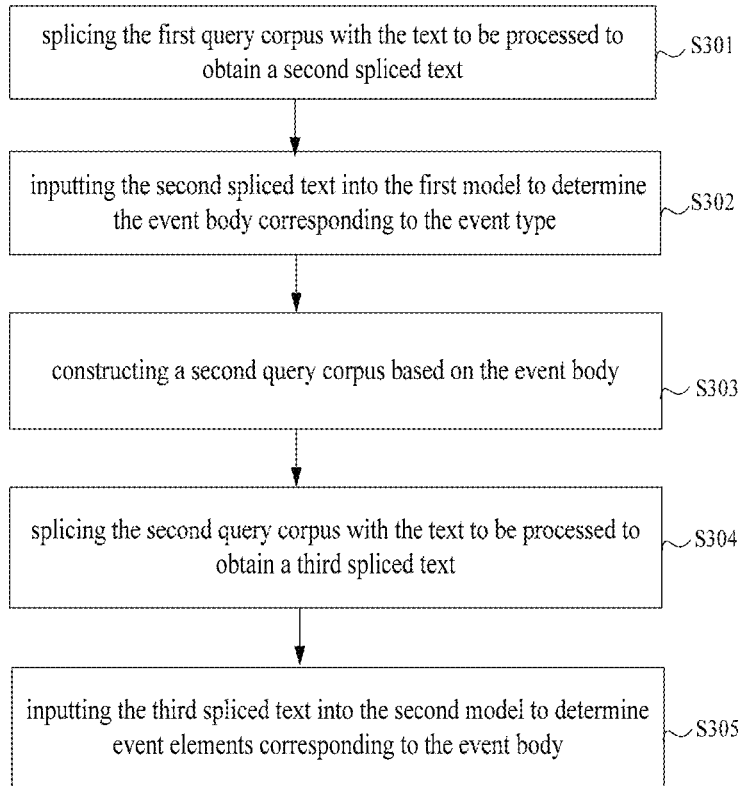 splicing the first query corpus with the text to be processed to
obtain a second spliced text
S301
inputting the second spliced text into the first model to determine
the event body corresponding to the event type
S302
constructing a second query corpus based on the event body
S303
splicing the second query corpus with the text to be processed to
obtain a third spliced text
S304
inputting the third spliced text into the second model to determine
event elements corresponding to the event body
S305